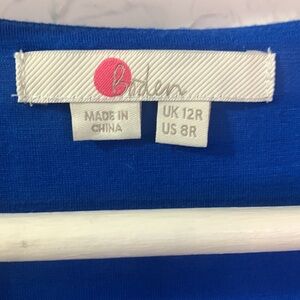 Boden
MADE IN
CHINA
UK 12R
US 8R